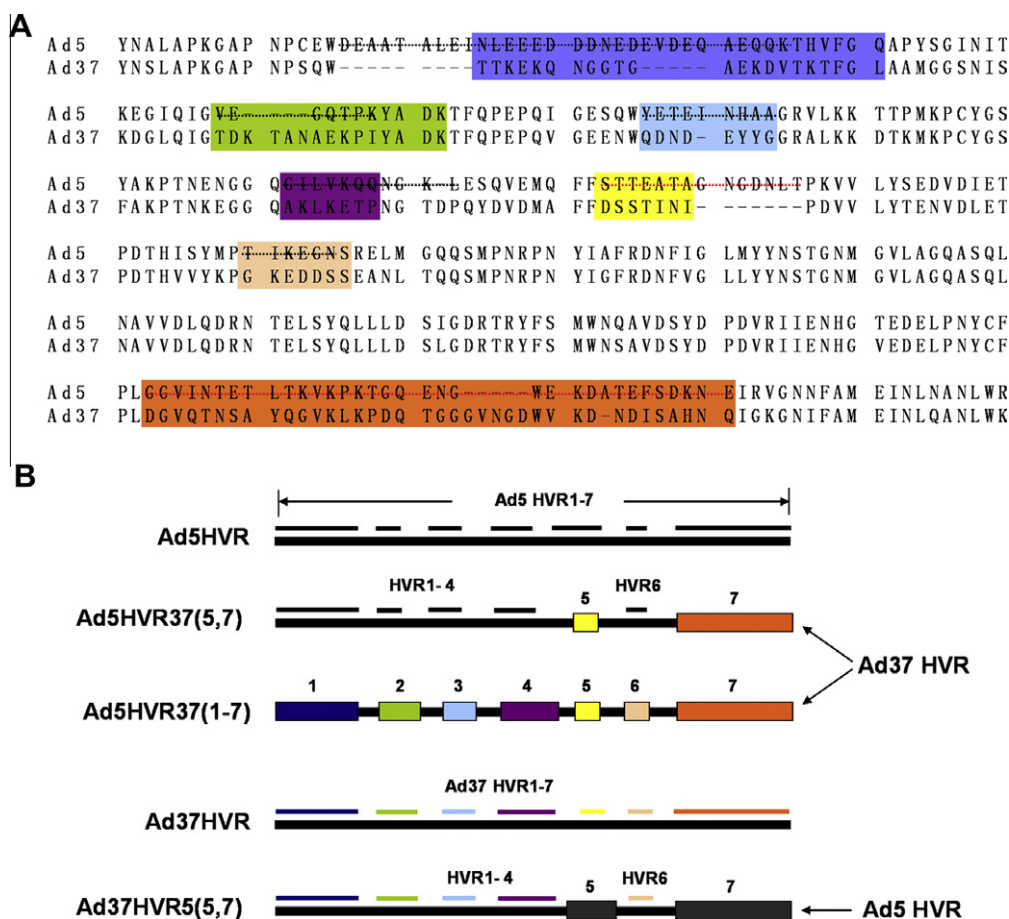 A
Ad5 YNALAPKGAP NPCEWDEAAT ALEINLEEED DDNEDEVDEQ AEQQKTHVFG QAPYSGINIT
Ad37 YNSLAPKGAP NPSQW----- -----TTKEKQ NGGTG----- AEKDVTKTFG LAAMGGSNIS
Ad5 KEGIQIGVE- ----GQTPKYA DKTFQPEPQI GESQWYETEI NHAAGRVLKK TTPMKPCYGS
Ad37 KDGLQIGTDK TANAEKPIYA DKTFQPEPQV GEENWQDND- EYYGGRALKK DTKMKPCYGS
Ad5 YAKPTNENGG QGILVKQQNG K-LESQVEMQ FFSTTEATAG NGDNLTPKVV LYSEDVDIET
Ad37 FAKPTNKEGG QAKLKETPNG TDPQYDVDMA FFDSSTINI- ------PDVV LYTENVDLET
Ad5 PDTHISYMPT IKEGNSRELM GQQSMPNRPN YIAFRDNFIG LMYYNSTGNM GVLAGQASQL
Ad37 PDTHVVYKPG KEDDSSEANL TQQSMPNRPN YIGFRDNFVG LLYYNSTGNM GVLAGQASQL
Ad5 NAVVDLQDRN TELSYQLLLD SIGDRTRYFS MWNQAVDSYD PDVRIIENHG TEDELPNYCF
Ad37 NAVVDLQDRN TELSYQLLLD SLGDRTRYFS MWNSAVDSYD PDVRIIENHG VEDELPNYCF
Ad5 PLGGVINTET LTKVKPKTGQ ENG-----WE KDATEFSDKN EIRVGNNFAM EINLNANLWR
Ad37 PLDGVQTNSA YQGVKLKPDQ TGGGVNGDWV KD-NDISAHN QIGKGNIFAM EINLQANLWK
B
Ad5 HVR1-7
Ad5HVR
HVR1-4 5 HVR6 7
Ad5HVR37(5,7)
Ad37 HVR
1 2 3 4 5 6 7
Ad5HVR37(1-7)
Ad37 HVR1-7
Ad37HVR
HVR1-4 5 HVR6 7
Ad37HVR5(5,7) Ad5 HVR